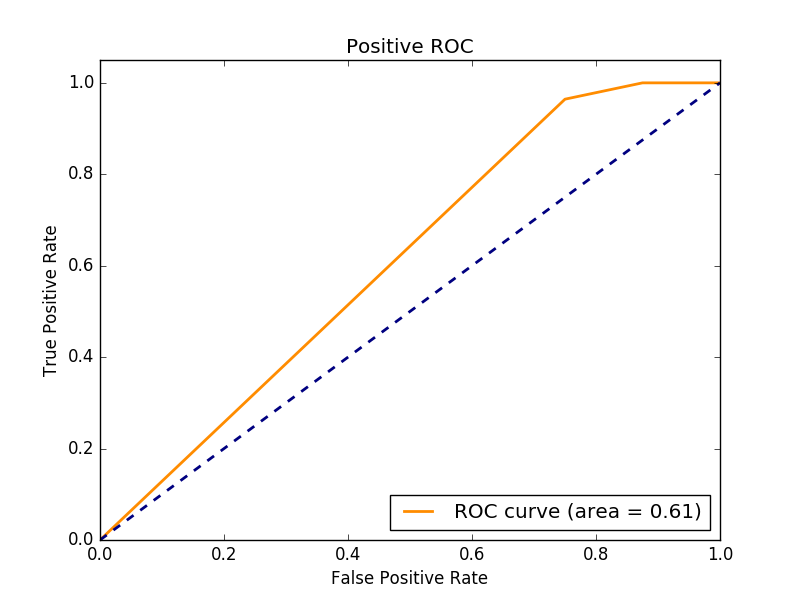 Positive ROC
1.0
0.8
0.6
0.4
0.2
0.0
True Positive Rate
ROC curve (area = 0.61)
0.0 0.2 0.4 0.6 0.8 1.0
False Positive Rate